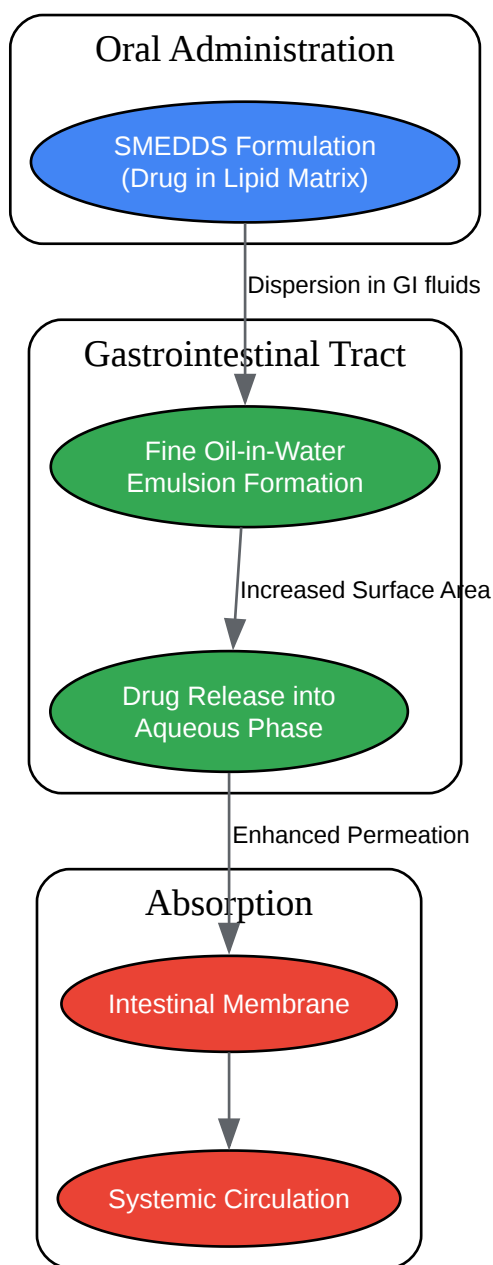 Oral Administration
SMEDDS Formulation
(Drug in Lipid Matrix)
Dispersion in GI fluids
Gastrointestinal Tract
Fine Oil-in-Water
Emulsion Formation
Increased Surface Area
Drug Release into
Aqueous Phase
Enhanced Permeation
Absorption
Intestinal Membrane
Systemic Circulation